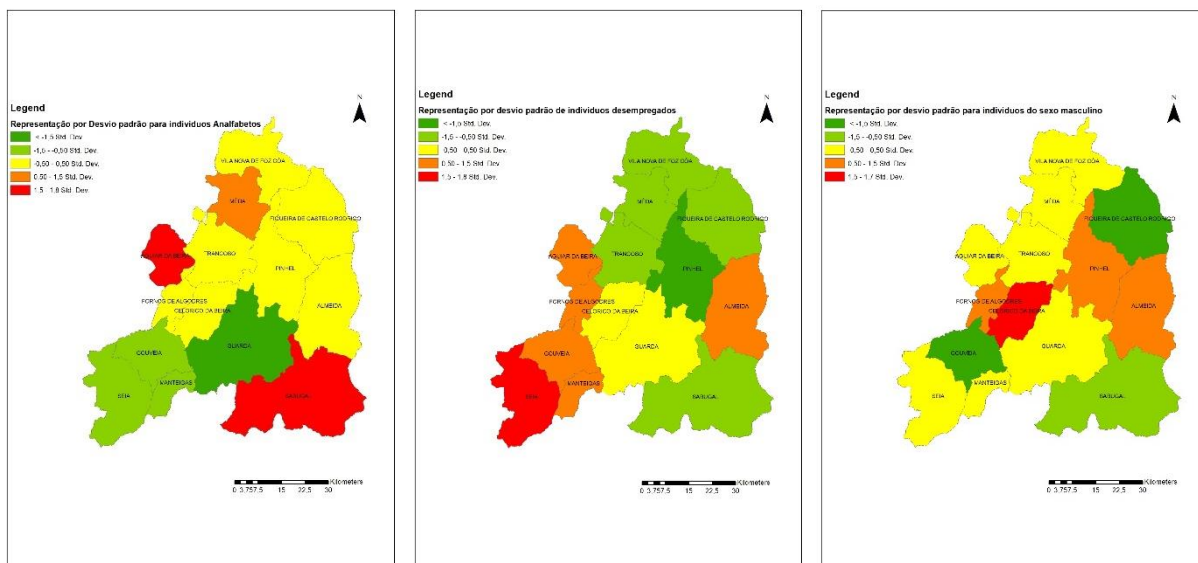 Legend
Representação por Desvio padrão para individuos Analfabetos
< -1,5 Std. Dev.
-1,5 - -0,50 Std. Dev.
-0,50 - 0,50 Std. Dev.
0,50 - 1,5 Std. Dev.
1,5 - 1,8 Std. Dev.
N
VILA NOVA DE FOZ CÔA
MÊDA
FIGUEIRA DE CASTELO RODRIGO
AGUIAR DA BEIRA
TRANCOSO
PINHEL
FORNOS DE ALGODRES
CELORICO DA BEIRA
ALMEIDA
GOUVEIA
GUARDA
MANTEIGAS
SEIA
SABUGAL
Kilometers
0 3,757,5 15 22,5 30
Legend
Representação por desvio padrão de individuos desempregados
< -1,5 Std. Dev.
-1,5 - -0,50 Std. Dev.
-0,50 - 0,50 Std. Dev.
0,50 - 1,5 Std. Dev.
1,5 - 1,8 Std. Dev.
N
VILA NOVA DE FOZ CÔA
MÊDA
FIGUEIRA DE CASTELO RODRIGO
AGUIAR DA BEIRA
TRANCOSO
PINHEL
FORNOS DE ALGODRES
CELORICO DA BEIRA
ALMEIDA
GOUVEIA
GUARDA
MANTEIGAS
SEIA
SABUGAL
Kilometers
0 3,757,5 15 22,5 30
Legend
Representação por desvio padrão para individuos do sexo masculino
< -1,5 Std. Dev.
-1,5 - -0,50 Std. Dev.
-0,50 - 0,50 Std. Dev.
0,50 - 1,5 Std. Dev.
1,5 - 1,7 Std. Dev.
N
VILA NOVA DE FOZ CÔA
MÊDA
FIGUEIRA DE CASTELO RODRIGO
AGUIAR DA BEIRA
TRANCOSO
PINHEL
FORNOS DE ALGODRES
CELORICO DA BEIRA
ALMEIDA
GOUVEIA
GUARDA
MANTEIGAS
SEIA
SABUGAL
Kilometers
0 3,757,5 15 22,5 30